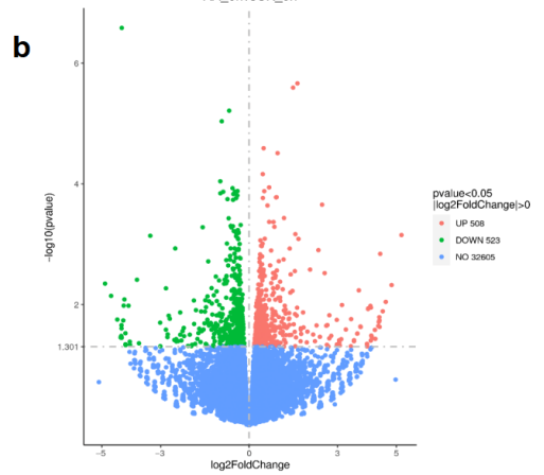 b
6
4
2
1.301
-log10(pvalue)
-5
-3
0
3
5
log2FoldChange
pvalue<0.05
|log2FoldChange|>0
UP 508
DOWN 523
NO 32605